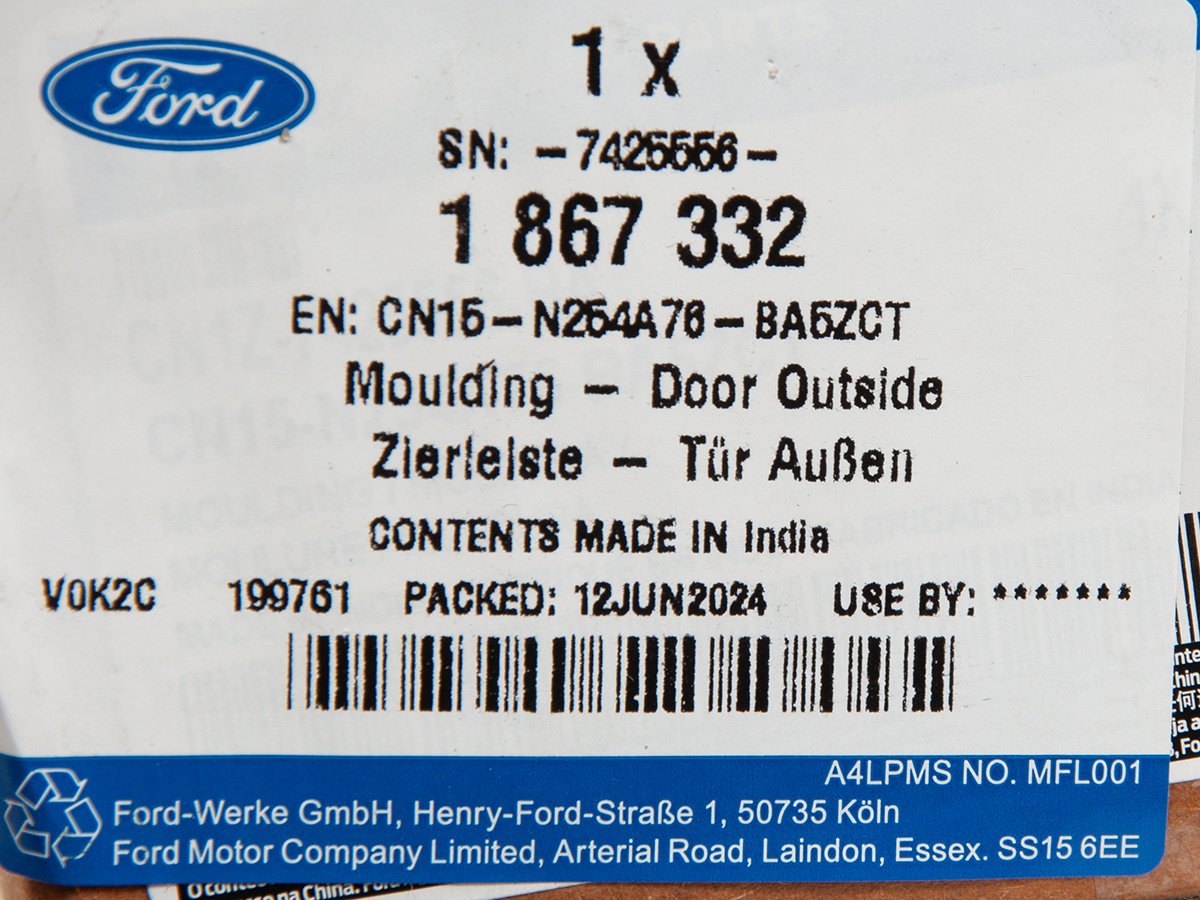 Ford
1 x
SN: -7425556-
1 867 332
EN: CN15-N254A76-BA5ZCT
Moulding - Door Outside
Zierleiste - Tür Außen
CONTENTS MADE IN India
V0K2C 199761 PACKED: 12JUN2024 USE BY: *******
A4LPMS NO. MFL001
Ford-Werke GmbH, Henry-Ford-Straße 1, 50735 Köln
Ford Motor Company Limited, Arterial Road, Laindon, Essex. SS15 6EE
na China.